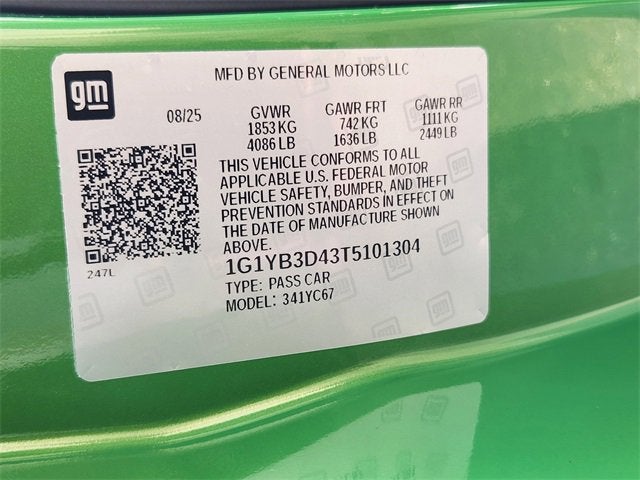 gm
MFD BY GENERAL MOTORS LLC
08/25 GVWR GAWR FRT GAWR RR
1853 KG 742 KG 1111 KG
4086 LB 1636 LB 2449 LB
THIS VEHICLE CONFORMS TO ALL
APPLICABLE U.S. FEDERAL MOTOR
VEHICLE SAFETY, BUMPER, AND THEFT
PREVENTION STANDARDS IN EFFECT ON
THE DATE OF MANUFACTURE SHOWN
ABOVE.
247L
1G1YB3D43T5101304
TYPE: PASS CAR
MODEL: 341YC67